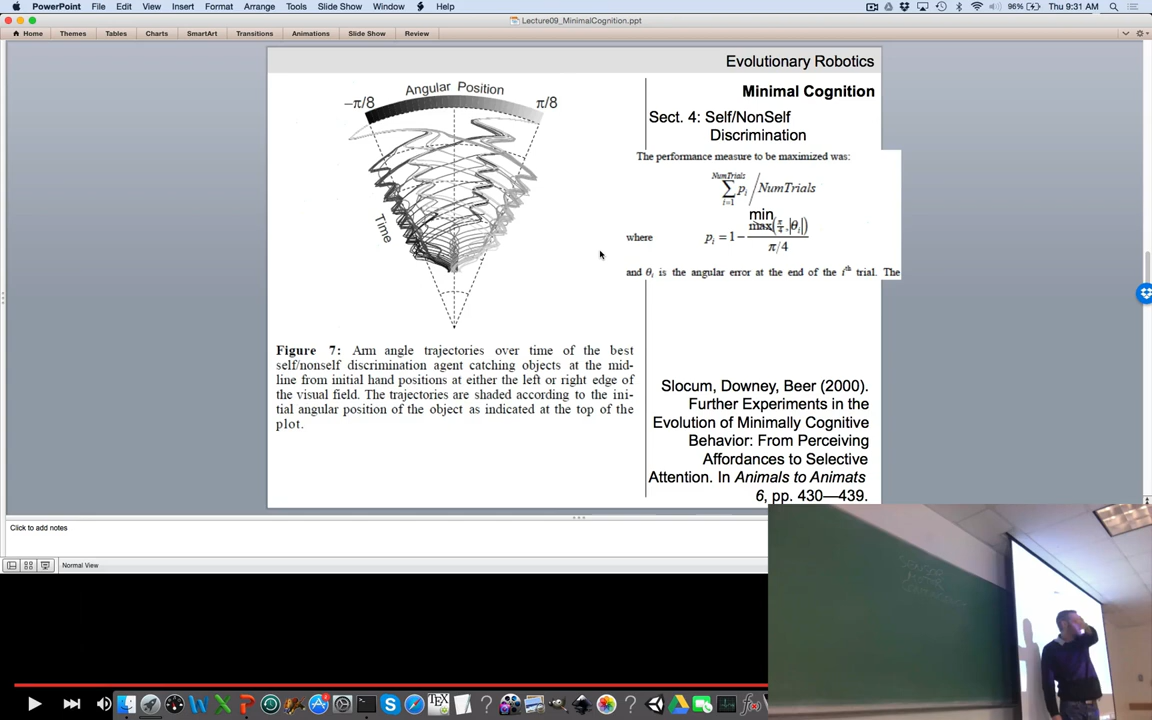 PowerPoint File Edit View Insert Format Arrange Tools Slide Show Window Help
96% Thu 9:31 AM
Lecture09_MinimalCognition.ppt
Home Themes Tables Charts SmartArt Transitions Animations Slide Show Review
Evolutionary Robotics
Angular Position
−π/8 π/8
Time
Figure 7: Arm angle trajectories over time of the best
self/nonself discrimination agent catching objects at the mid-
line from initial hand positions at either the left or right edge of
the visual field. The trajectories are shaded according to the ini-
tial angular position of the object as indicated at the top of the
plot.
Minimal Cognition
Sect. 4: Self/NonSelf
Discrimination
The performance measure to be maximized was:
NumTrials
∑ pᵢ / NumTrials
i=1
min
where pᵢ = 1 − max(π/4, |θᵢ|)
π/4
and θᵢ is the angular error at the end of the iᵗʰ trial. The
Slocum, Downey, Beer (2000).
Further Experiments in the
Evolution of Minimally Cognitive
Behavior: From Perceiving
Affordances to Selective
Attention. In Animals to Animats
6, pp. 430—439.
Click to add notes
Normal View